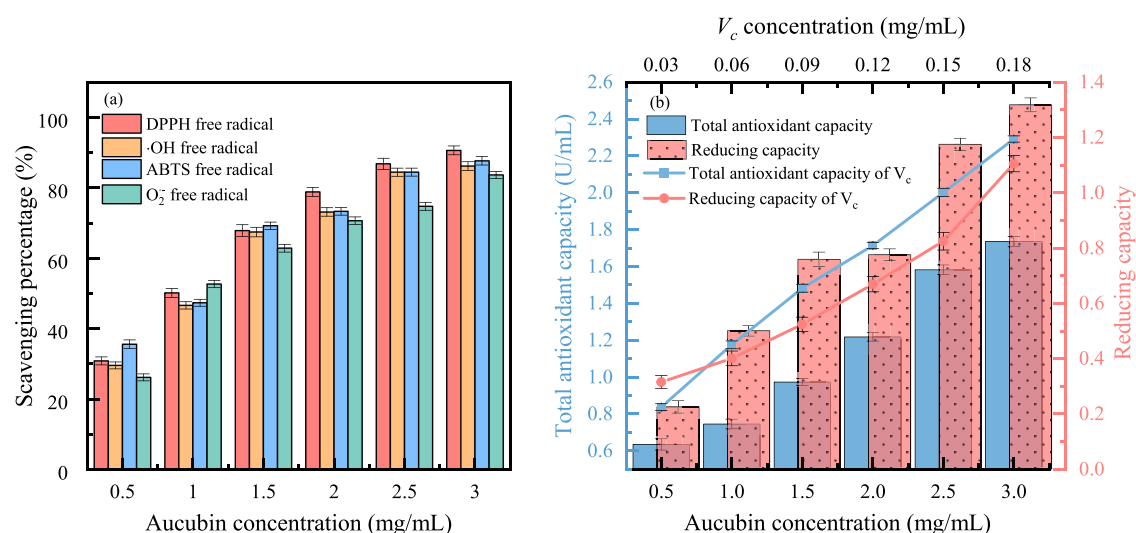 (a)
DPPH free radical
·OH free radical
ABTS free radical
O₂⁻ free radical
Scavenging percentage (%)
100
80
60
40
20
0
0.5 1 1.5 2 2.5 3
Aucubin concentration (mg/mL)
V_c concentration (mg/mL)
0.03 0.06 0.09 0.12 0.15 0.18
(b)
Total antioxidant capacity
Reducing capacity
Total antioxidant capacity of V_c
Reducing capacity of V_c
Total antioxidant capacity (U/mL)
2.6
2.4
2.2
2.0
1.8
1.6
1.4
1.2
1.0
0.8
0.6
Reducing capacity
1.4
1.2
1.0
0.8
0.6
0.4
0.2
0.0
0.5 1.0 1.5 2.0 2.5 3.0
Aucubin concentration (mg/mL)